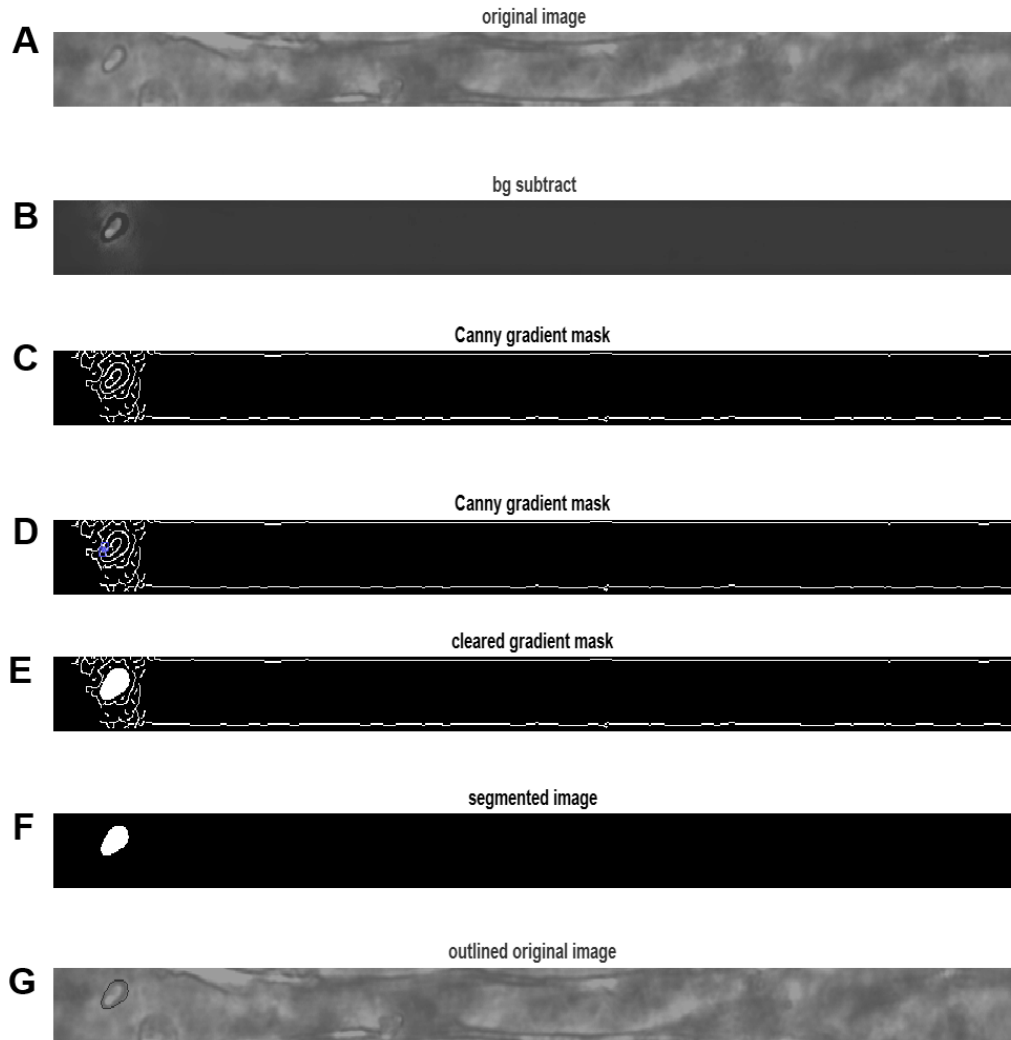 A
original image
B
bg subtract
C
Canny gradient mask
D
Canny gradient mask
E
cleared gradient mask
F
segmented image
G
outlined original image